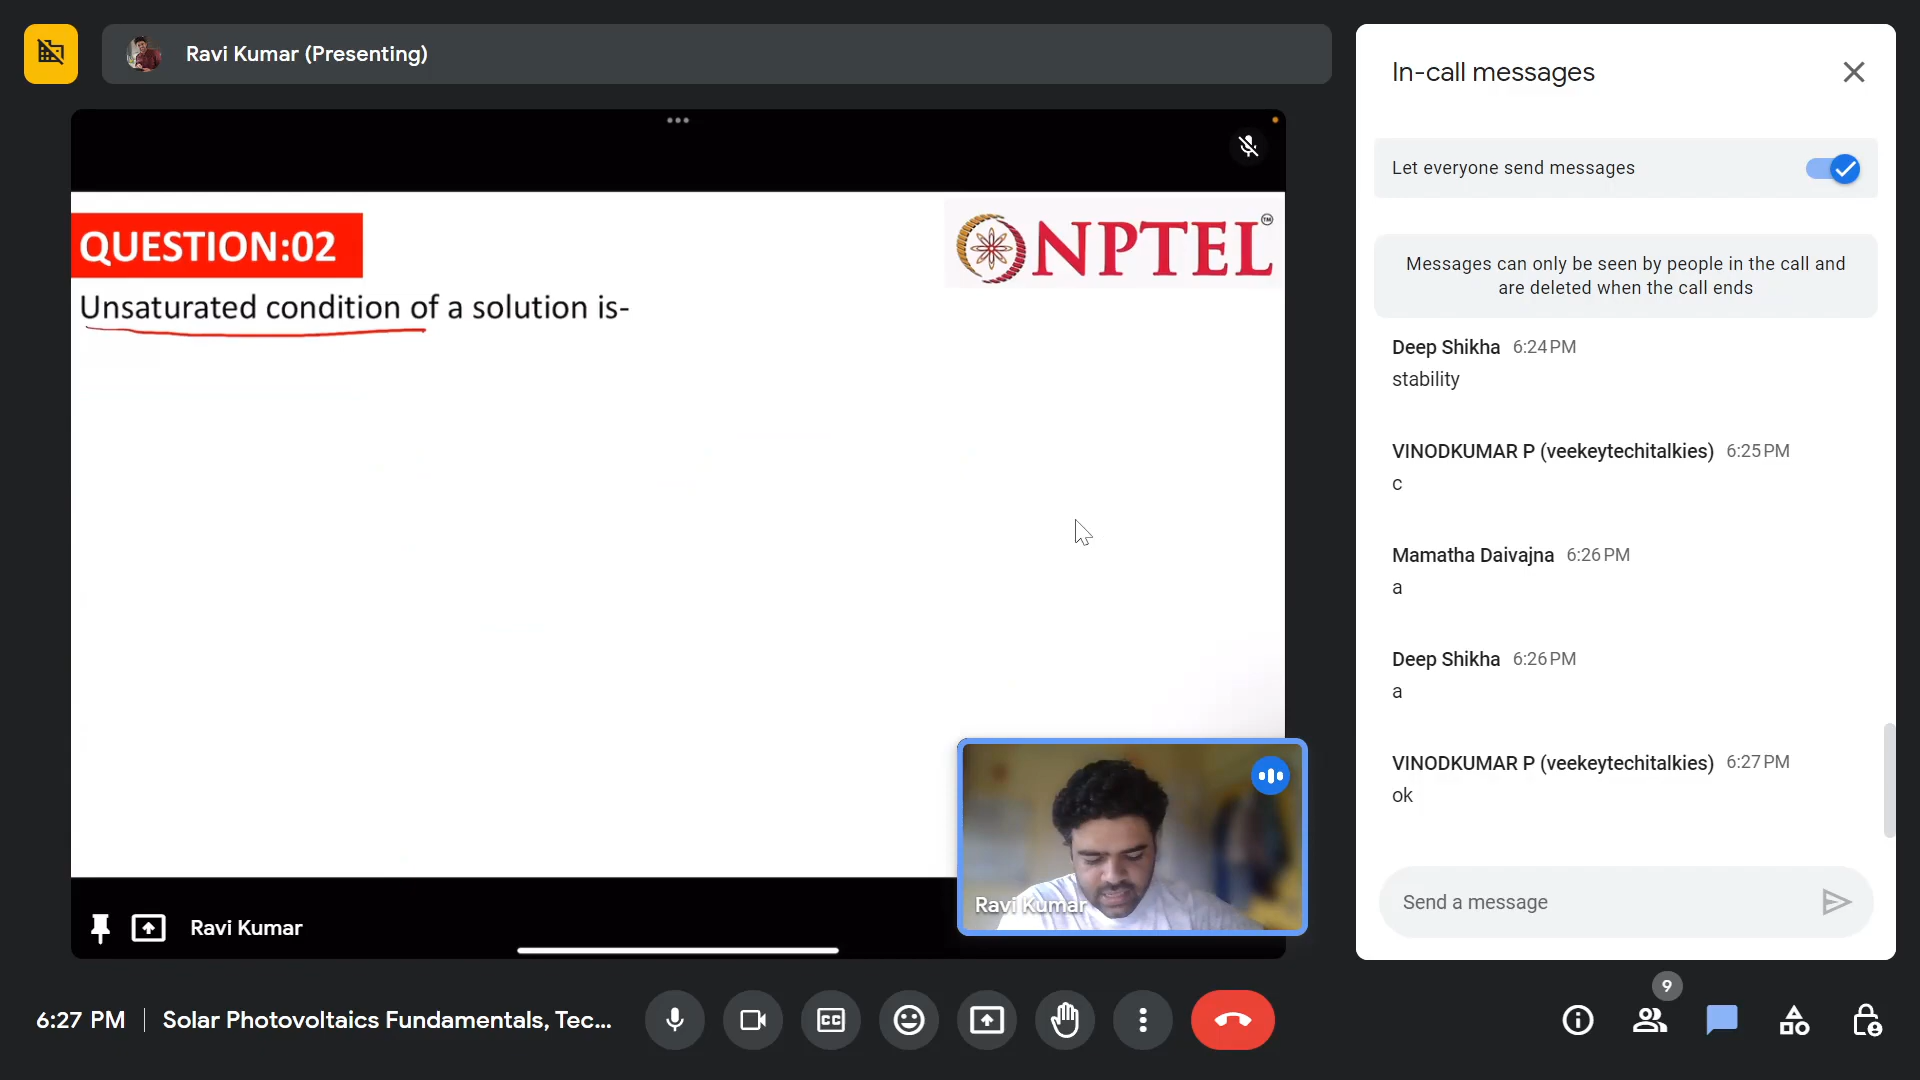 Ravi Kumar (Presenting)
QUESTION:02
NPTEL
TM
Unsaturated condition of a solution is-
Ravi Kumar
Ravi Kumar
In-call messages
Let everyone send messages
Messages can only be seen by people in the call and
are deleted when the call ends
Deep Shikha 6:24 PM
stability
VINODKUMAR P (veekeytechitalkies) 6:25 PM
c
Mamatha Daivajna 6:26 PM
a
Deep Shikha 6:26 PM
a
VINODKUMAR P (veekeytechitalkies) 6:27 PM
ok
Send a message
6:27 PM | Solar Photovoltaics Fundamentals, Tec...
CC
9